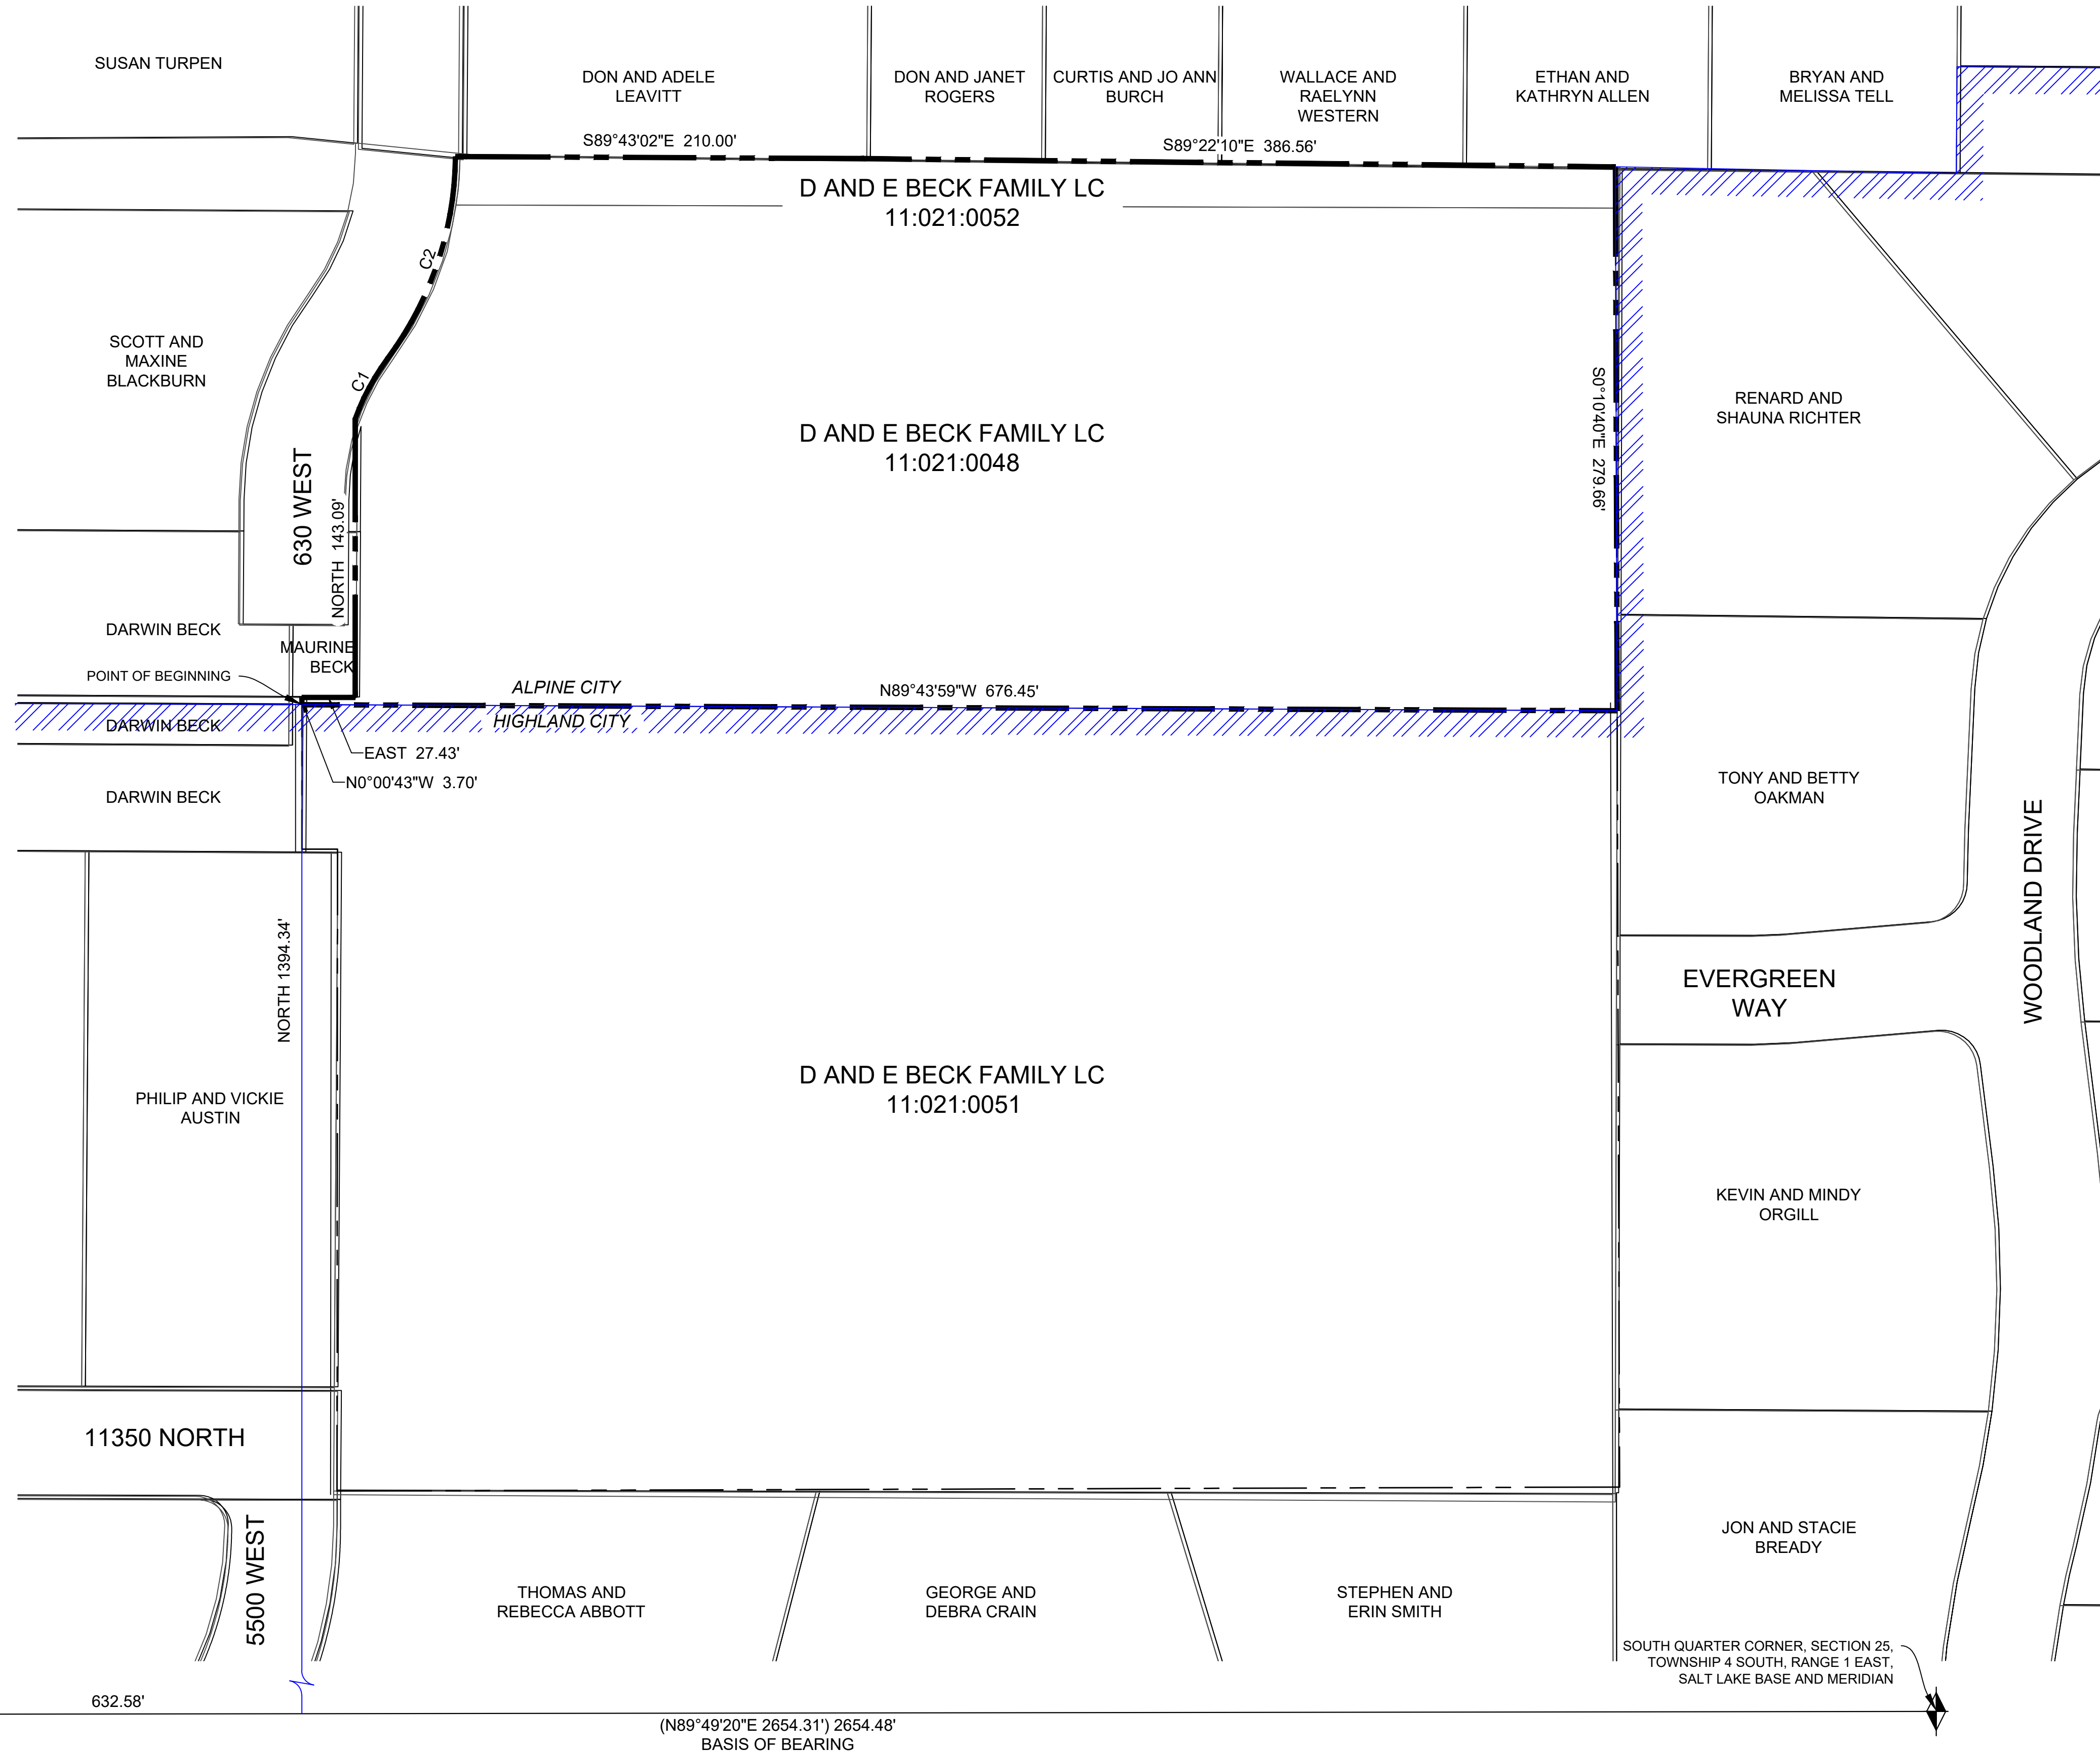 SUSAN TURPEN
DON AND ADELE
LEAVITT
DON AND JANET
ROGERS
CURTIS AND JO ANN
BURCH
WALLACE AND
RAELYNN
WESTERN
ETHAN AND
KATHRYN ALLEN
BRYAN AND
MELISSA TELL
S89°43'02"E 210.00'
S89°22'10"E 386.56'
D AND E BECK FAMILY LC
11:021:0052
C2
SCOTT AND
MAXINE
BLACKBURN
C1
D AND E BECK FAMILY LC
11:021:0048
S0°10'40"E 279.66'
RENARD AND
SHAUNA RICHTER
630 WEST
NORTH 143.09'
DARWIN BECK
MAURINE
BECK
POINT OF BEGINNING
ALPINE CITY
N89°43'59"W 676.45'
HIGHLAND CITY
DARWIN BECK
EAST 27.43'
N0°00'43"W 3.70'
DARWIN BECK
TONY AND BETTY
OAKMAN
WOODLAND DRIVE
NORTH 1394.34'
EVERGREEN
WAY
D AND E BECK FAMILY LC
11:021:0051
PHILIP AND VICKIE
AUSTIN
KEVIN AND MINDY
ORGILL
11350 NORTH
5500 WEST
THOMAS AND
REBECCA ABBOTT
GEORGE AND
DEBRA CRAIN
STEPHEN AND
ERIN SMITH
JON AND STACIE
BREADY
SOUTH QUARTER CORNER, SECTION 25,
TOWNSHIP 4 SOUTH, RANGE 1 EAST,
SALT LAKE BASE AND MERIDIAN
632.58'
(N89°49'20"E 2654.31') 2654.48'
BASIS OF BEARING